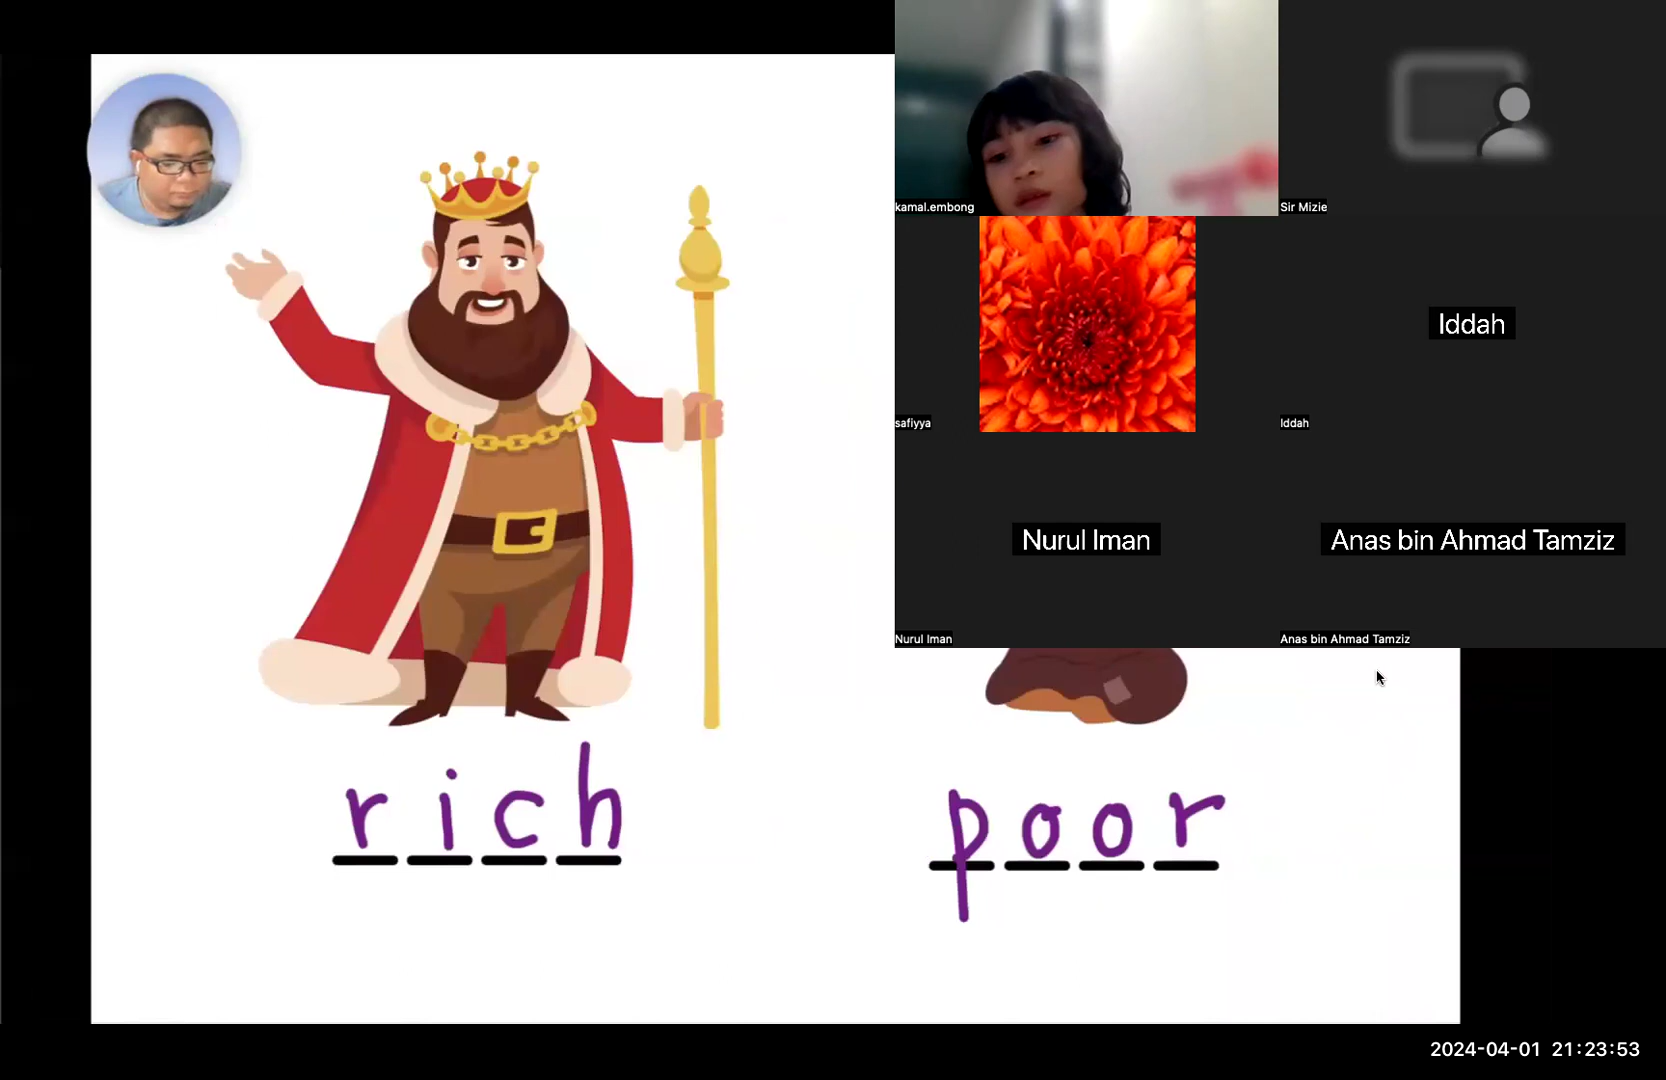 kamal.embong
Sir Mizie
safiyya
Iddah
Iddah
Nurul Iman
Anas bin Ahmad Tamziz
Nurul Iman
Anas bin Ahmad Tamziz
rich
poor
2024-04-01 21:23:53